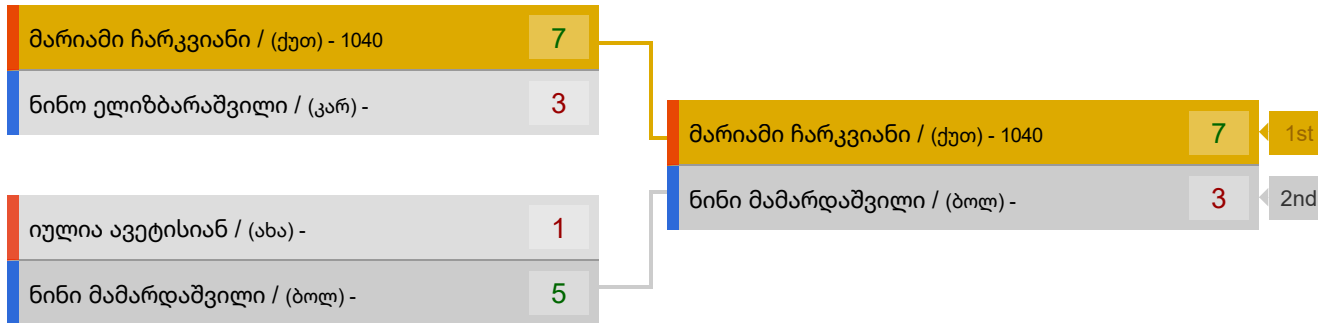 მარიამი ჩარკვიანი / (ქუთ) - 1040 7
ნინო ელიზბარაშვილი / (კარ) - 3
მარიამი ჩარკვიანი / (ქუთ) - 1040 7 1st
ნინი მამარდაშვილი / (ბოლ) - 3 2nd
იულია ავეტისიან / (ახა) - 1
ნინი მამარდაშვილი / (ბოლ) - 5